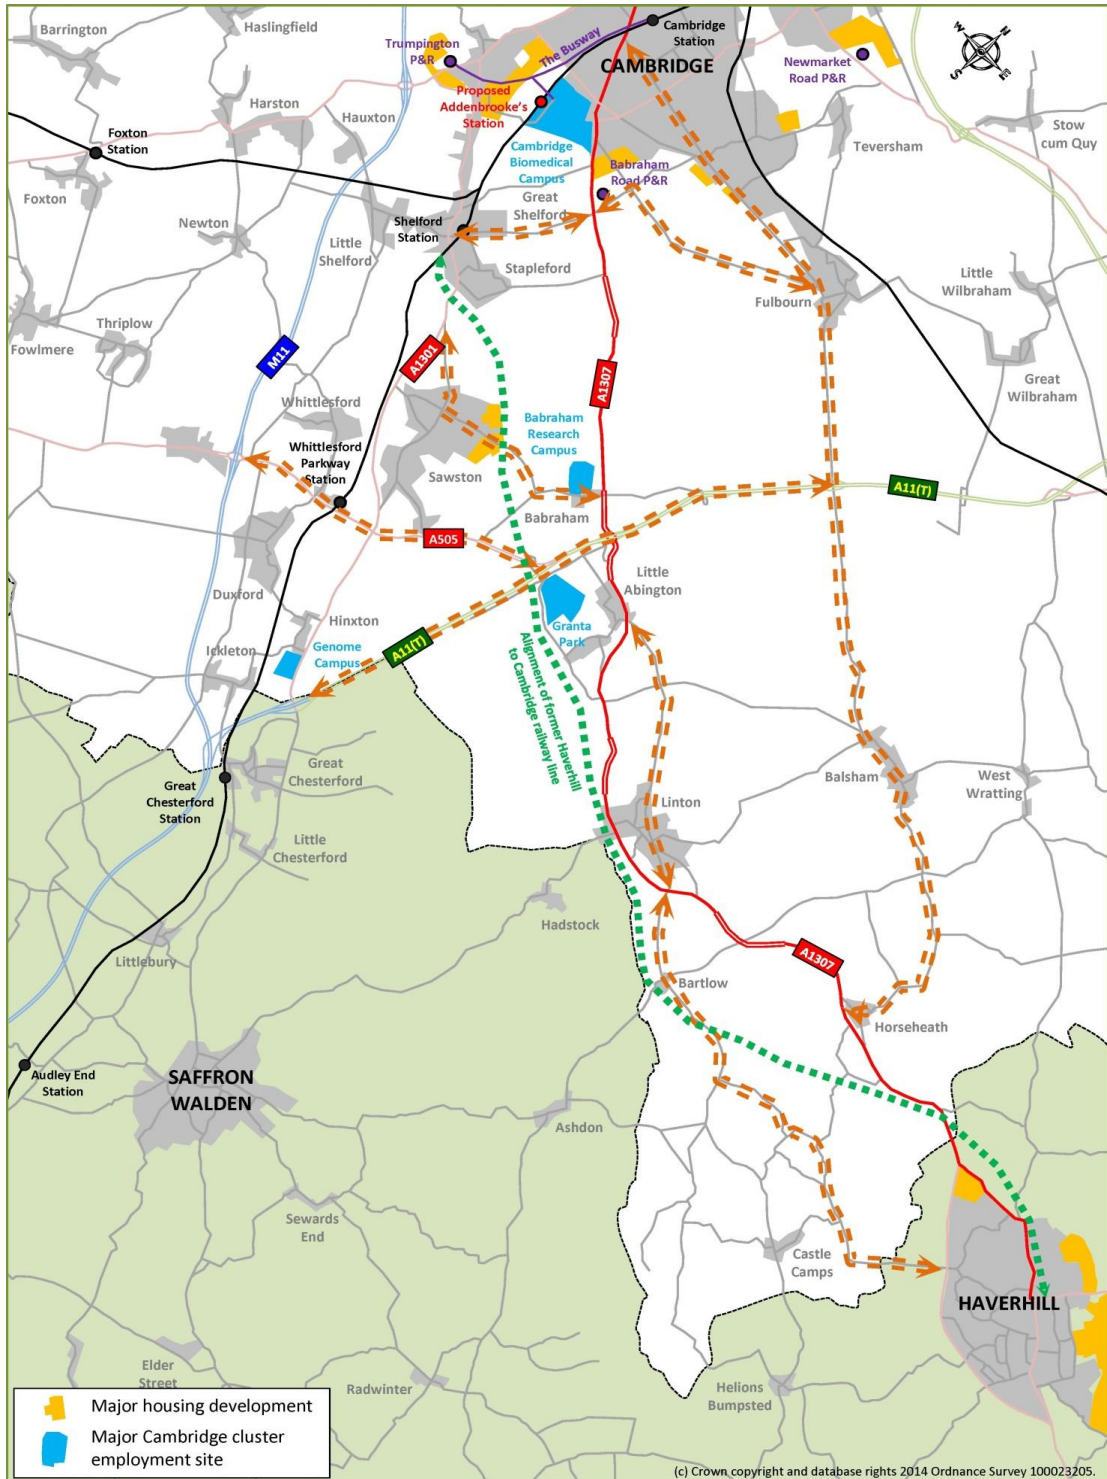 Barrington
Haslingfield
Trumpington
P&R
The Busway
Cambridge
Station
CAMBRIDGE
Newmarket
Road P&R
N
W
E
S
Harston
Hauxton
Foxton
Station
Proposed
Addenbrooke's
Station
Cambridge
Biomedical
Campus
Babraham
Road P&R
Teversham
Stow
cum Quy
Foxton
Newton
Shelford
Station
Great
Shelford
Little
Shelford
Stapleford
Fulbourn
Little
Wilbraham
Fowlmere
Thriplow
M11
A1301
A1307
Great
Wilbraham
Whittlesford
Whittlesford
Parkway
Station
Sawston
Babraham
Research
Campus
Babraham
A11(T)
A505
Duxford
Little
Abington
Hinxton
Granta
Park
Ickleton
Genome
Campus
A11(T)
Alignment of former Haverhill
to Cambridge railway line
Great
Chesterford
Great
Chesterford
Station
Little
Chesterford
Linton
Balsham
West
Wratting
Hadstock
Littlebury
A1307
Bartlow
Horseheath
Audley End
Station
SAFFRON
WALDEN
Ashdon
Sewards
End
Castle
Camps
HAVERHILL
Elder
Street
Radwinter
Helions
Bumpsted
Major housing development
Major Cambridge cluster
employment site
(c) Crown copyright and database rights 2014 Ordnance Survey 100023205.